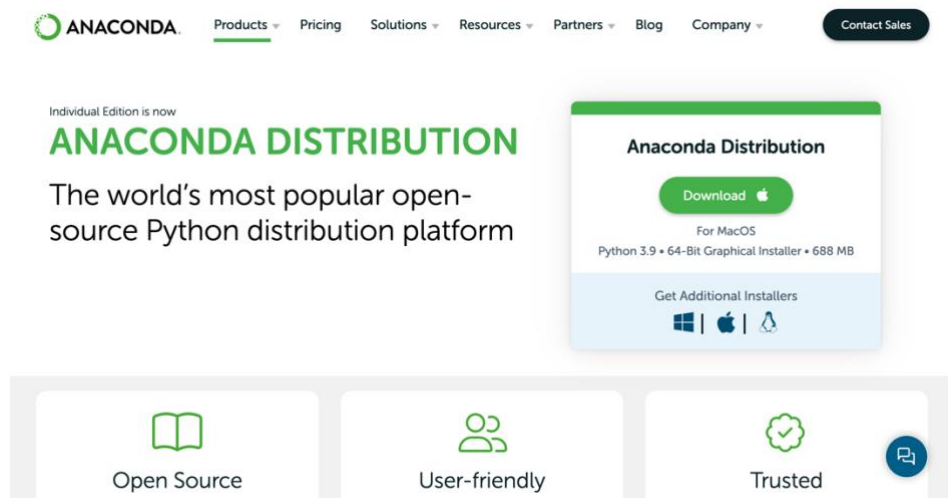 ANACONDA.
Products
Pricing
Solutions
Resources
Partners
Blog
Company
Contact Sales
Individual Edition is now
ANACONDA DISTRIBUTION
The world's most popular open-
source Python distribution platform
Anaconda Distribution
Download
For MacOS
Python 3.9 • 64-Bit Graphical Installer • 688 MB
Get Additional Installers
| |
Open Source
User-friendly
Trusted